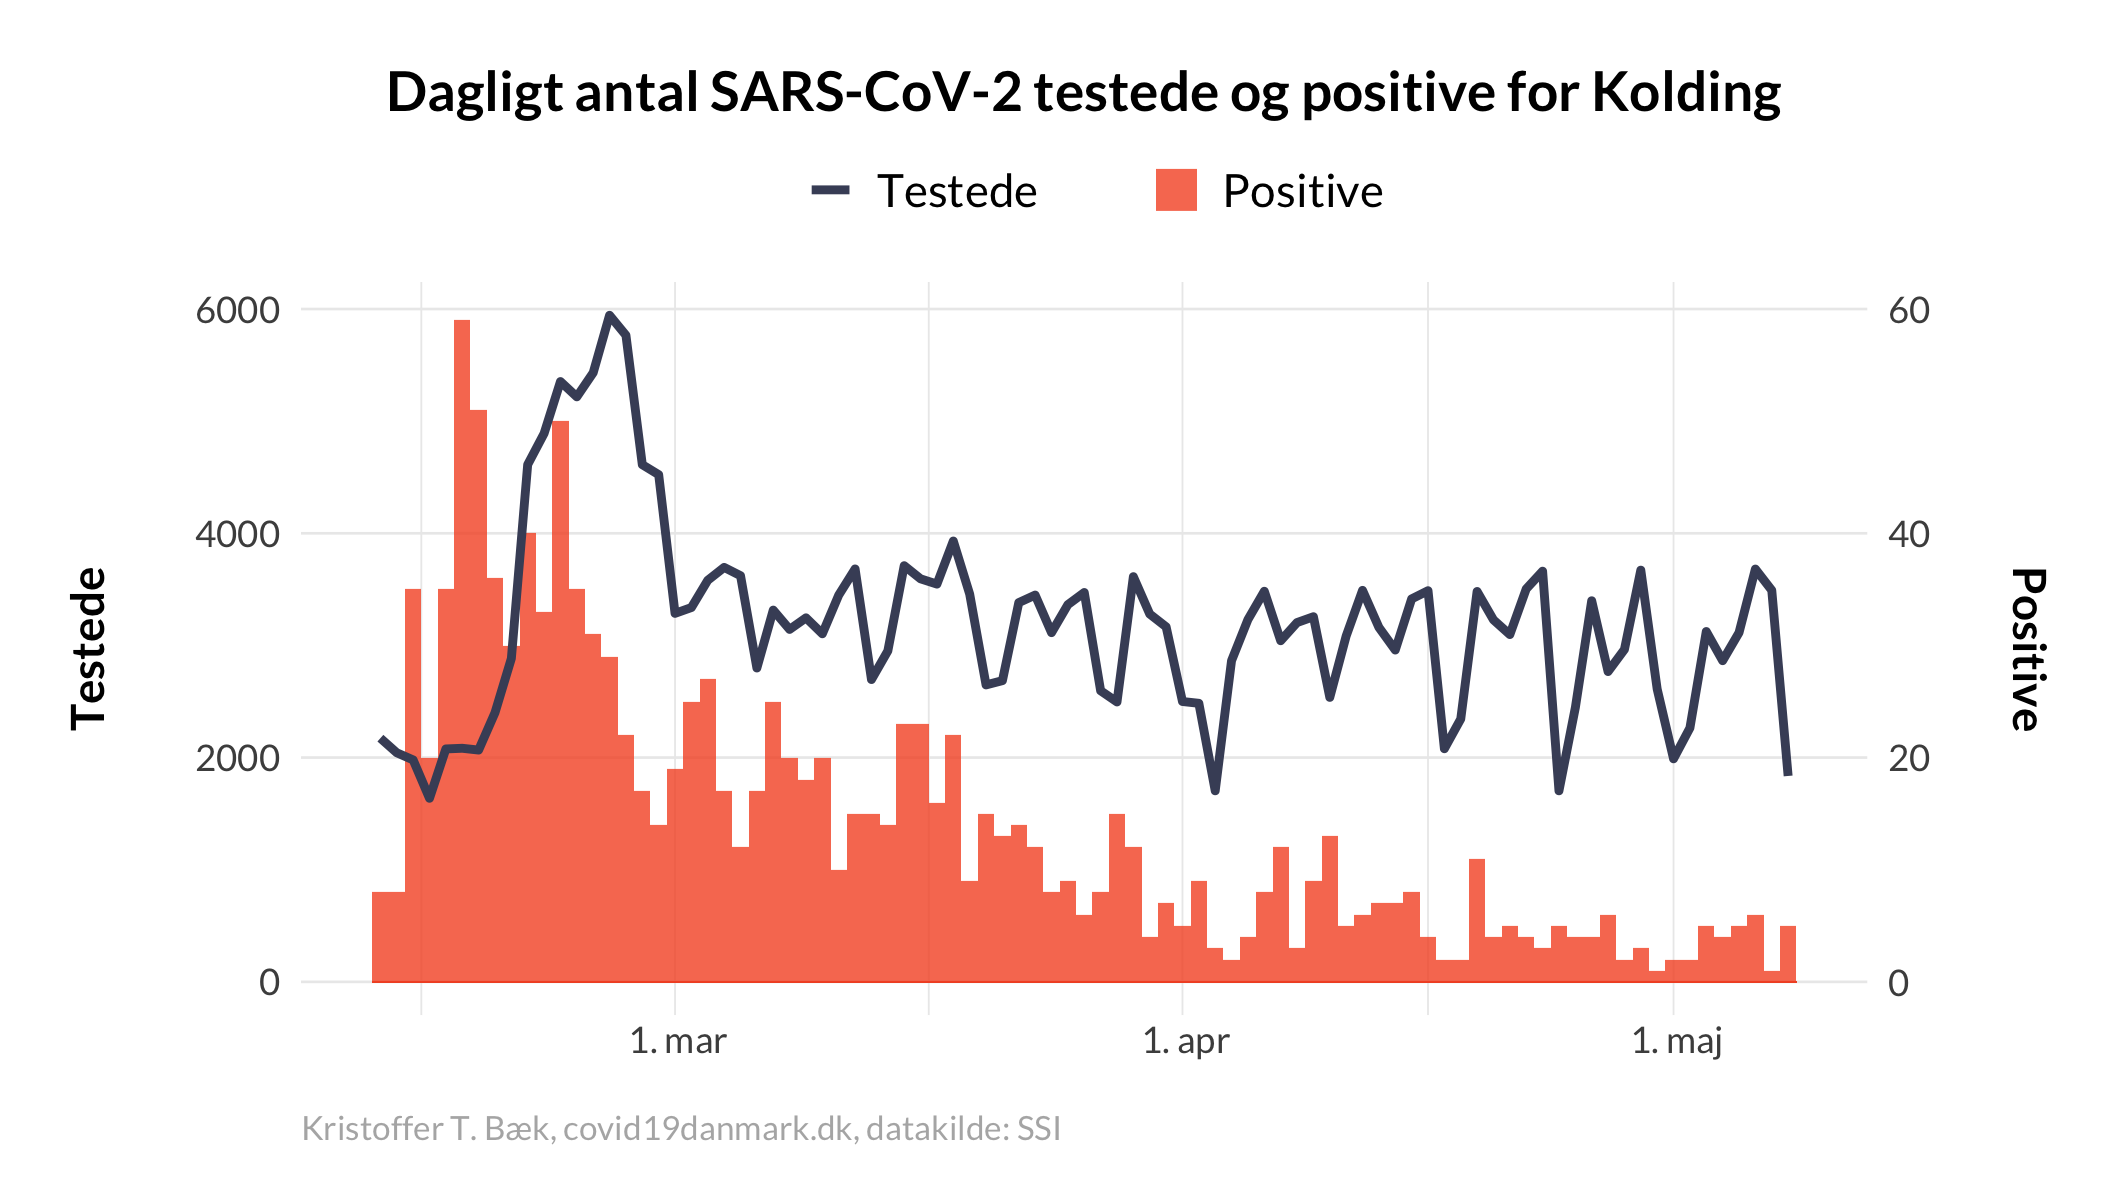 Dagligt antal SARS-CoV-2 testede og positive for Kolding
Testede
Positive
6000
60
4000
40
Testede
Positive
2000
20
0
0
1. mar
1. apr
1. maj
Kristoffer T. Bæk, covid19danmark.dk, datakilde: SSI